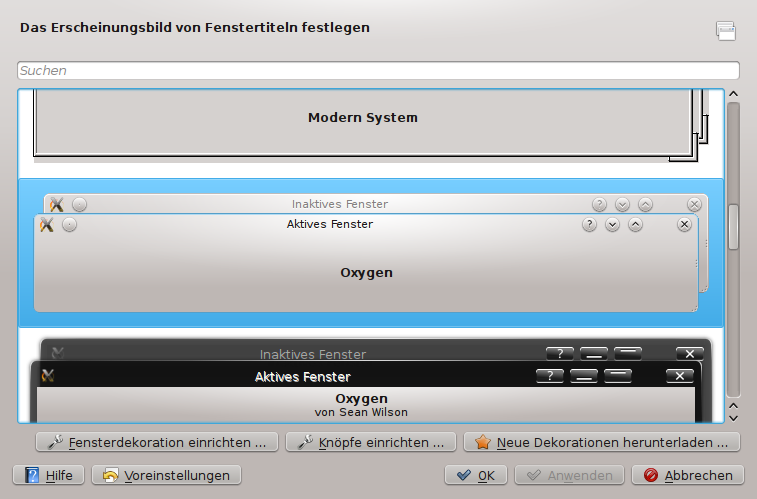 Das Erscheinungsbild von Fenstertiteln festlegen
Suchen
Modern System
Inaktives Fenster
Aktives Fenster
Oxygen
Inaktives Fenster
Aktives Fenster
Oxygen
von Sean Wilson
Fensterdekoration einrichten ... Knöpfe einrichten ... Neue Dekorationen herunterladen ...
Hilfe Voreinstellungen OK Anwenden Abbrechen